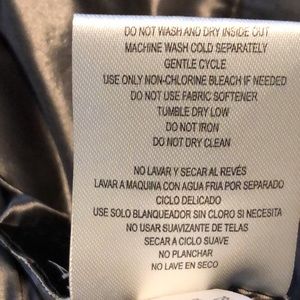 DO NOT WASH AND DRY INSIDE OUT
MACHINE WASH COLD SEPARATELY
GENTLE CYCLE
USE ONLY NON-CHLORINE BLEACH IF NEEDED
DO NOT USE FABRIC SOFTENER
TUMBLE DRY LOW
DO NOT IRON
DO NOT DRY CLEAN
NO LAVAR Y SECAR AL REVÉS
LAVAR A MAQUINA CON AGUA FRIA POR SEPARADO
CICLO DELICADO
USE SOLO BLANQUEADOR SIN CLORO SI NECESITA
NO USAR SUAVIZANTE DE TELAS
SECAR A CICLO SUAVE
NO PLANCHAR
NO LAVE EN SECO